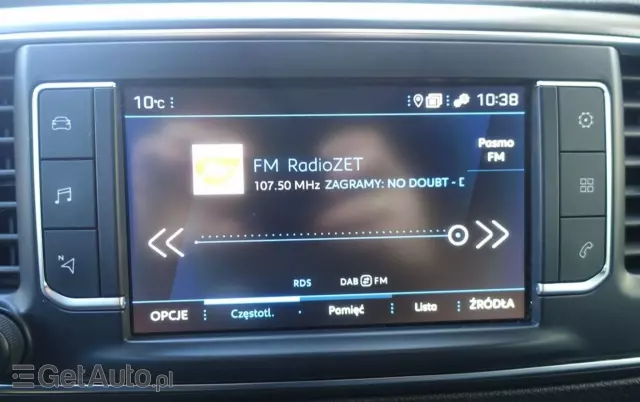 10°C
10:38
Pasmo
FM
FM RadioZET
107.50 MHz ZAGRAMY: NO DOUBT - D
N
RDS DAB FM
OPCJE Częstotl. Pamięć Lista ŹRÓDŁA
GetAuto.pl